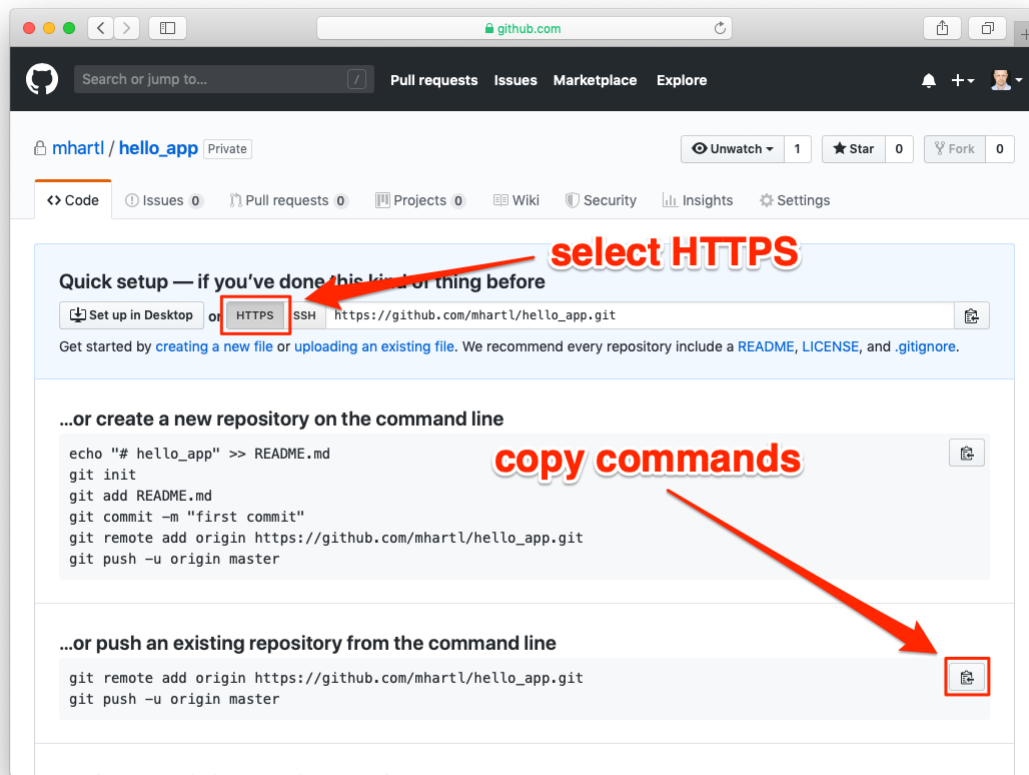 github.com
Search or jump to... /
Pull requests Issues Marketplace Explore
mhartl / hello_app Private
Unwatch 1 Star 0 Fork 0
Code Issues 0 Pull requests 0 Projects 0 Wiki Security Insights Settings
select HTTPS
Quick setup — if you’ve done this kind of thing before
Set up in Desktop or HTTPS SSH https://github.com/mhartl/hello_app.git
Get started by creating a new file or uploading an existing file. We recommend every repository include a README, LICENSE, and .gitignore.
…or create a new repository on the command line
copy commands
echo "# hello_app" >> README.md
git init
git add README.md
git commit -m "first commit"
git remote add origin https://github.com/mhartl/hello_app.git
git push -u origin master
…or push an existing repository from the command line
git remote add origin https://github.com/mhartl/hello_app.git
git push -u origin master